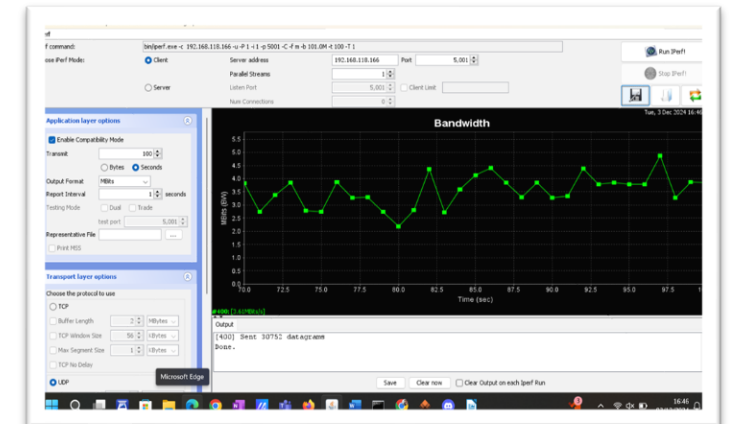 command:
bin/iperf.exe -c 192.168.118.166 -u -P 1 -i 1 -p 5001 -C -f m -b 101.0M -t 100 -T 1
Run IPerf!
iPerf Mode:
Client
Server address
192.168.118.166
Port
5,001
Parallel Streams
1
Stop IPerf!
Server
Listen Port
5,001
Client Limit
Num Connections
0
Tue, 3 Dec 2024 16:46
Application layer options
Bandwidth
Enable Compatibility Mode
Transmit
100
Bytes
Seconds
Output Format
MBits
Report Interval
1
seconds
Testing Mode
Dual
Trade
test port
5,001
Representative File
...
Print MSS
5.5
5.0
4.5
4.0
3.5
3.0
2.5
2.0
1.5
1.0
0.5
0.0
MBits (BW)
70.0
72.5
75.0
77.5
80.0
82.5
85.0
87.5
90.0
92.5
95.0
97.5
Time (sec)
Transport layer options
Choose the protocol to use
TCP
Buffer Length
2
MBytes
TCP Window Size
56
KBytes
Max Segment Size
1
KBytes
TCP No Delay
UDP
Microsoft Edge
Output
[400] Sent 30752 datagrams
Done.
Save
Clear now
Clear Output on each Iperf Run
16:46